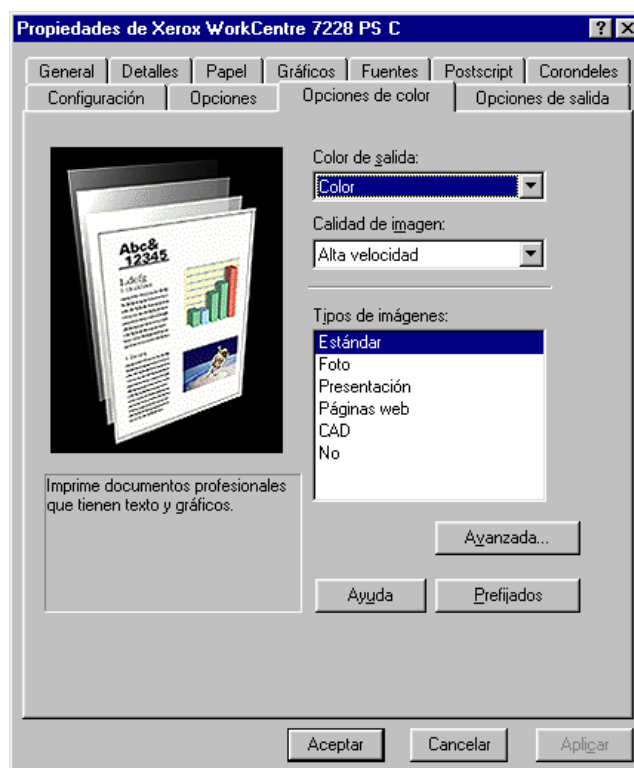 Propiedades de Xerox WorkCentre 7228 PS C
General Detalles Papel Gráficos Fuentes Postscript Corondeles
Configuración Opciones Opciones de color Opciones de salida
Color de salida:
Color
Calidad de imagen:
Alta velocidad
Abc&
12345
Tipos de imágenes:
Estándar
Foto
Presentación
Páginas web
CAD
No
Imprime documentos profesionales
que tienen texto y gráficos.
Avanzada...
Ayuda Prefijados
Aceptar Cancelar Aplicar